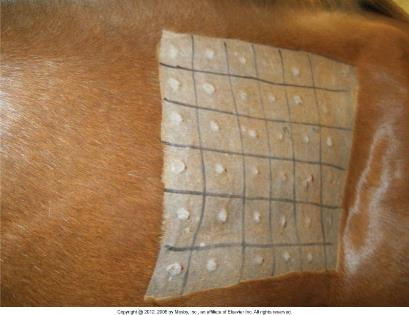 Copyright © 2012, 2006 by Mosby, Inc., an affiliate of Elsevier Inc. All rights reserved.